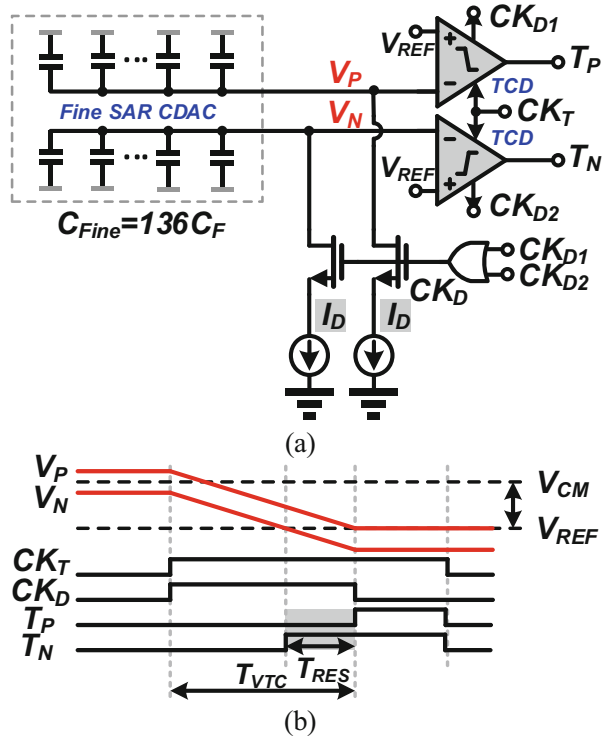 CK_D1
V_REF
T_P
V_P
TCD
Fine SAR CDAC
V_N
CK_T
TCD
T_N
V_REF
C_Fine=136C_F
CK_D2
CK_D1
CK_D2
CK_D
I_D
I_D
(a)
V_P
V_CM
V_N
V_REF
CK_T
CK_D
T_P
T_N
T_RES
T_VTC
(b)